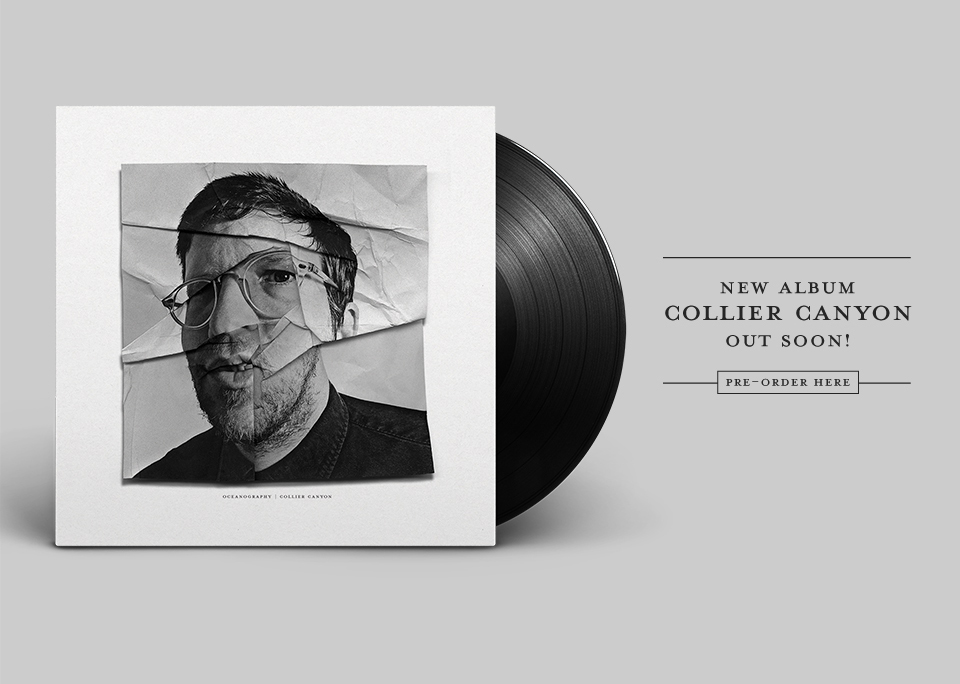 NEW ALBUM
COLLIER CANYON
OUT SOON!
PRE-ORDER HERE
OCEANOGRAPHY | COLLIER CANYON